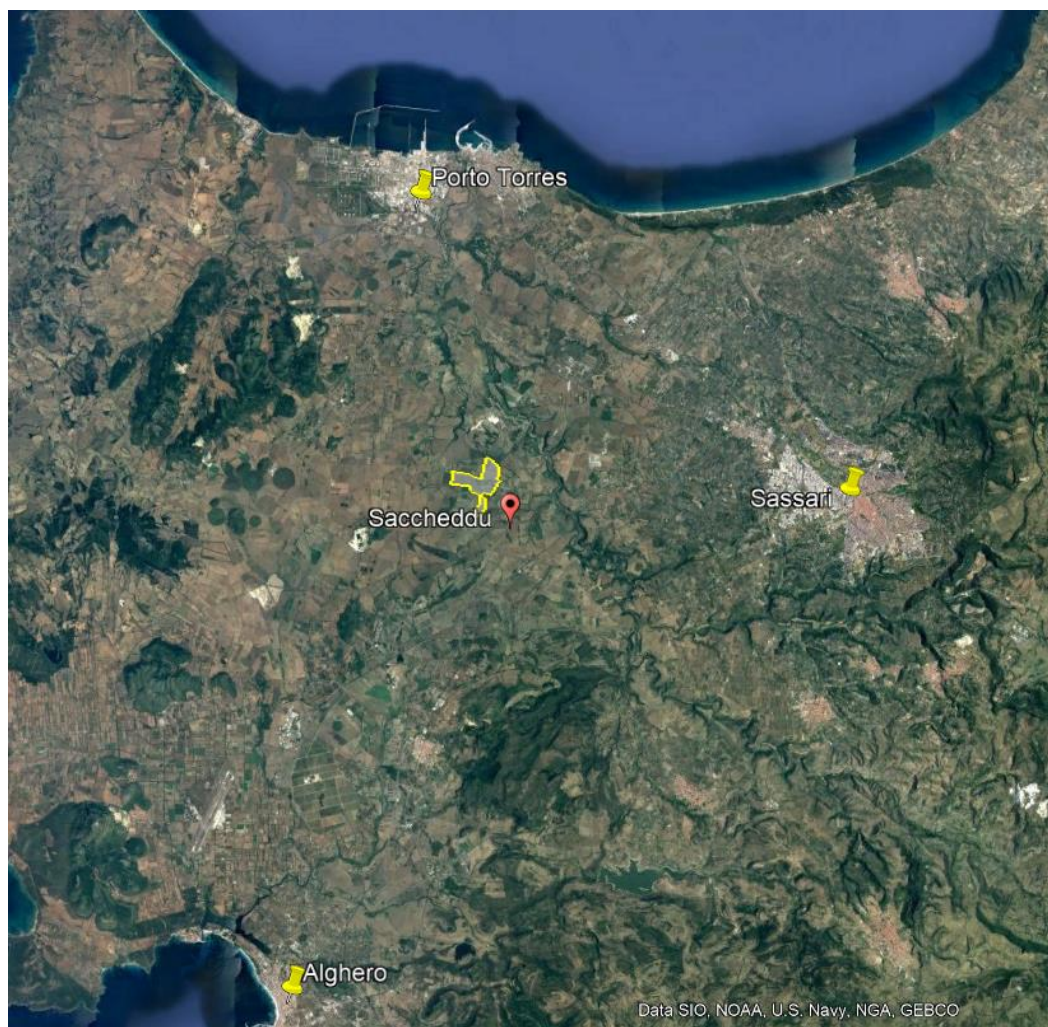 Porto Torres
Sassari
Saccheddu
Alghero
Data SIO, NOAA, U.S. Navy, NGA, GEBCO